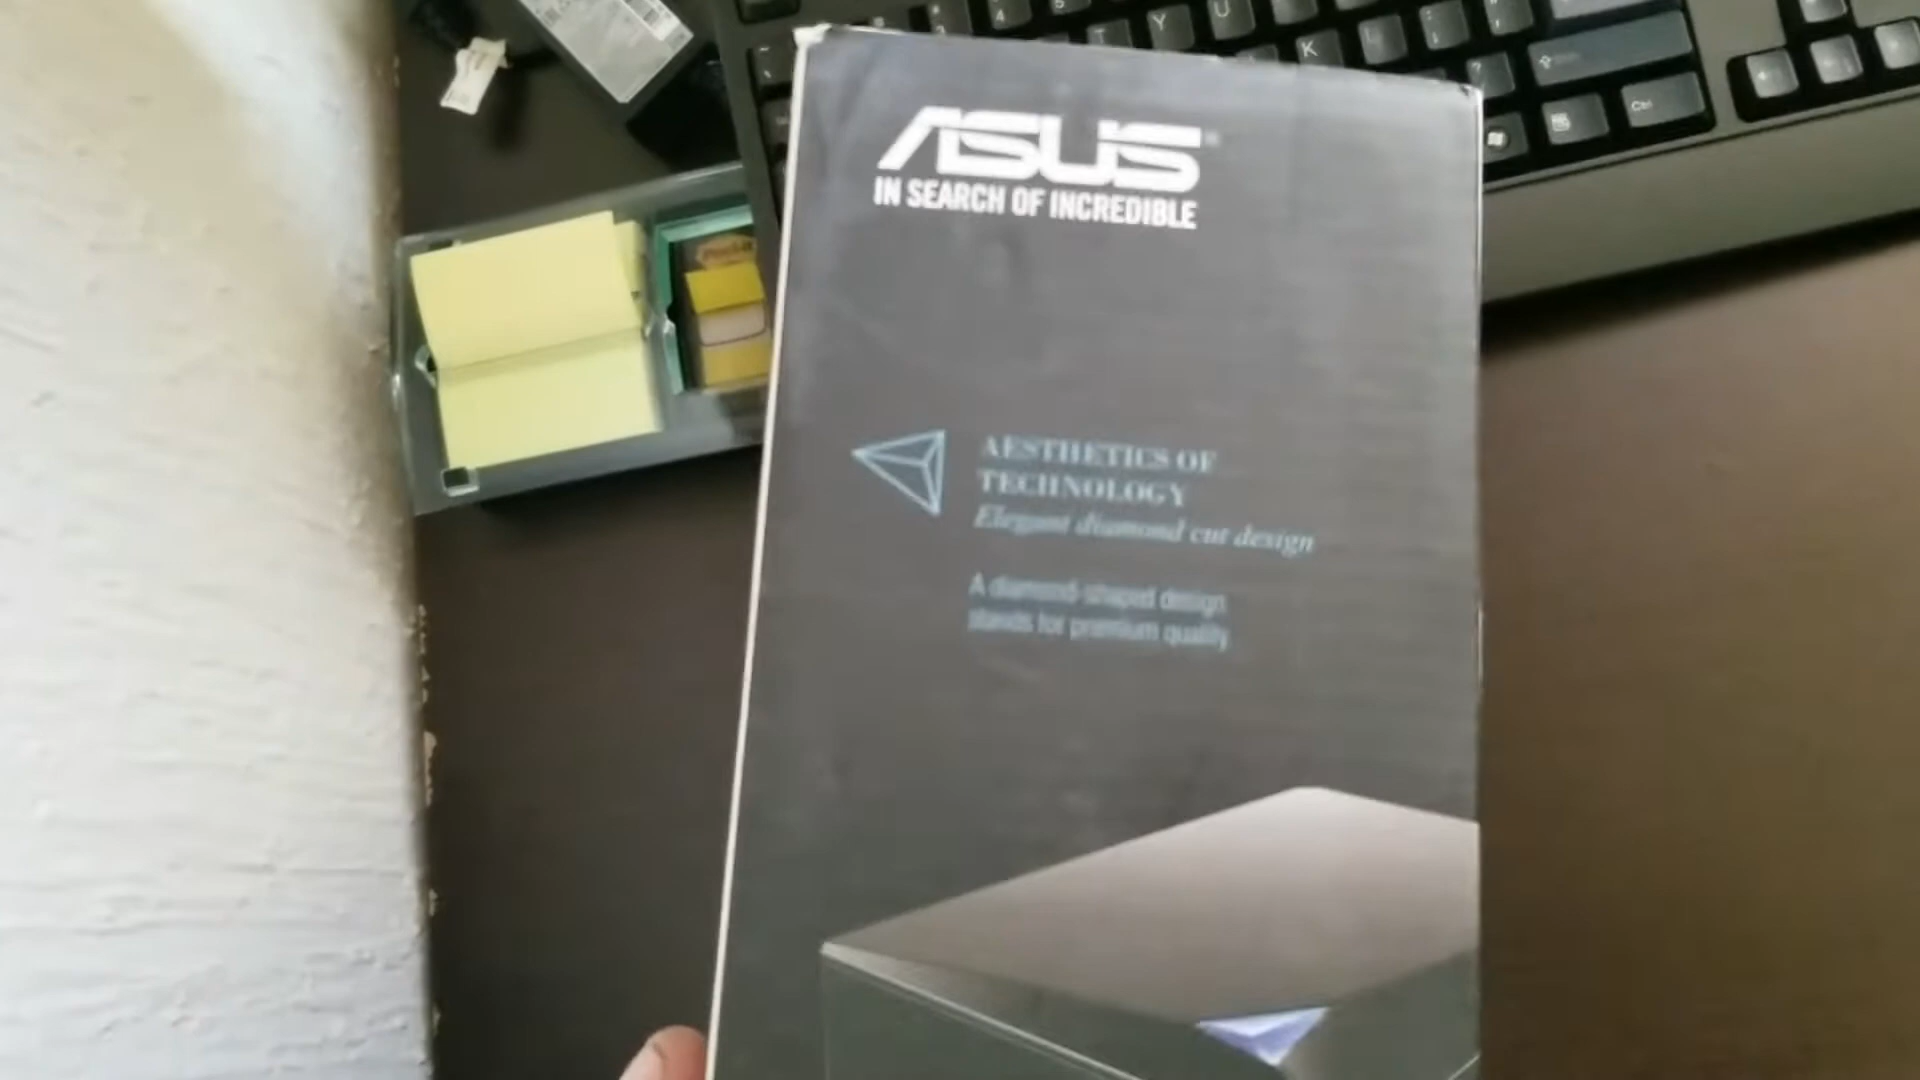 ASUS
IN SEARCH OF INCREDIBLE
AESTHETICS OF
TECHNOLOGY
Elegant diamond cut design
A diamond-shaped design
stands for premium quality
Y
U
K
Ctrl